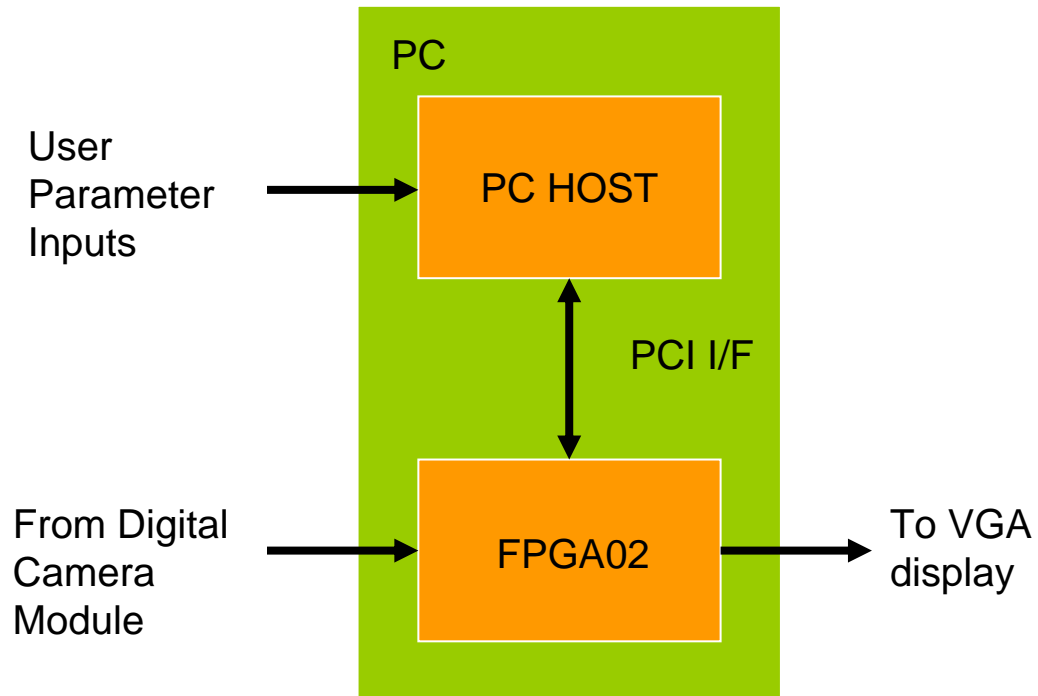 PC
User
Parameter
Inputs
PC HOST
PCI I/F
From Digital
Camera
Module
FPGA02
To VGA
display